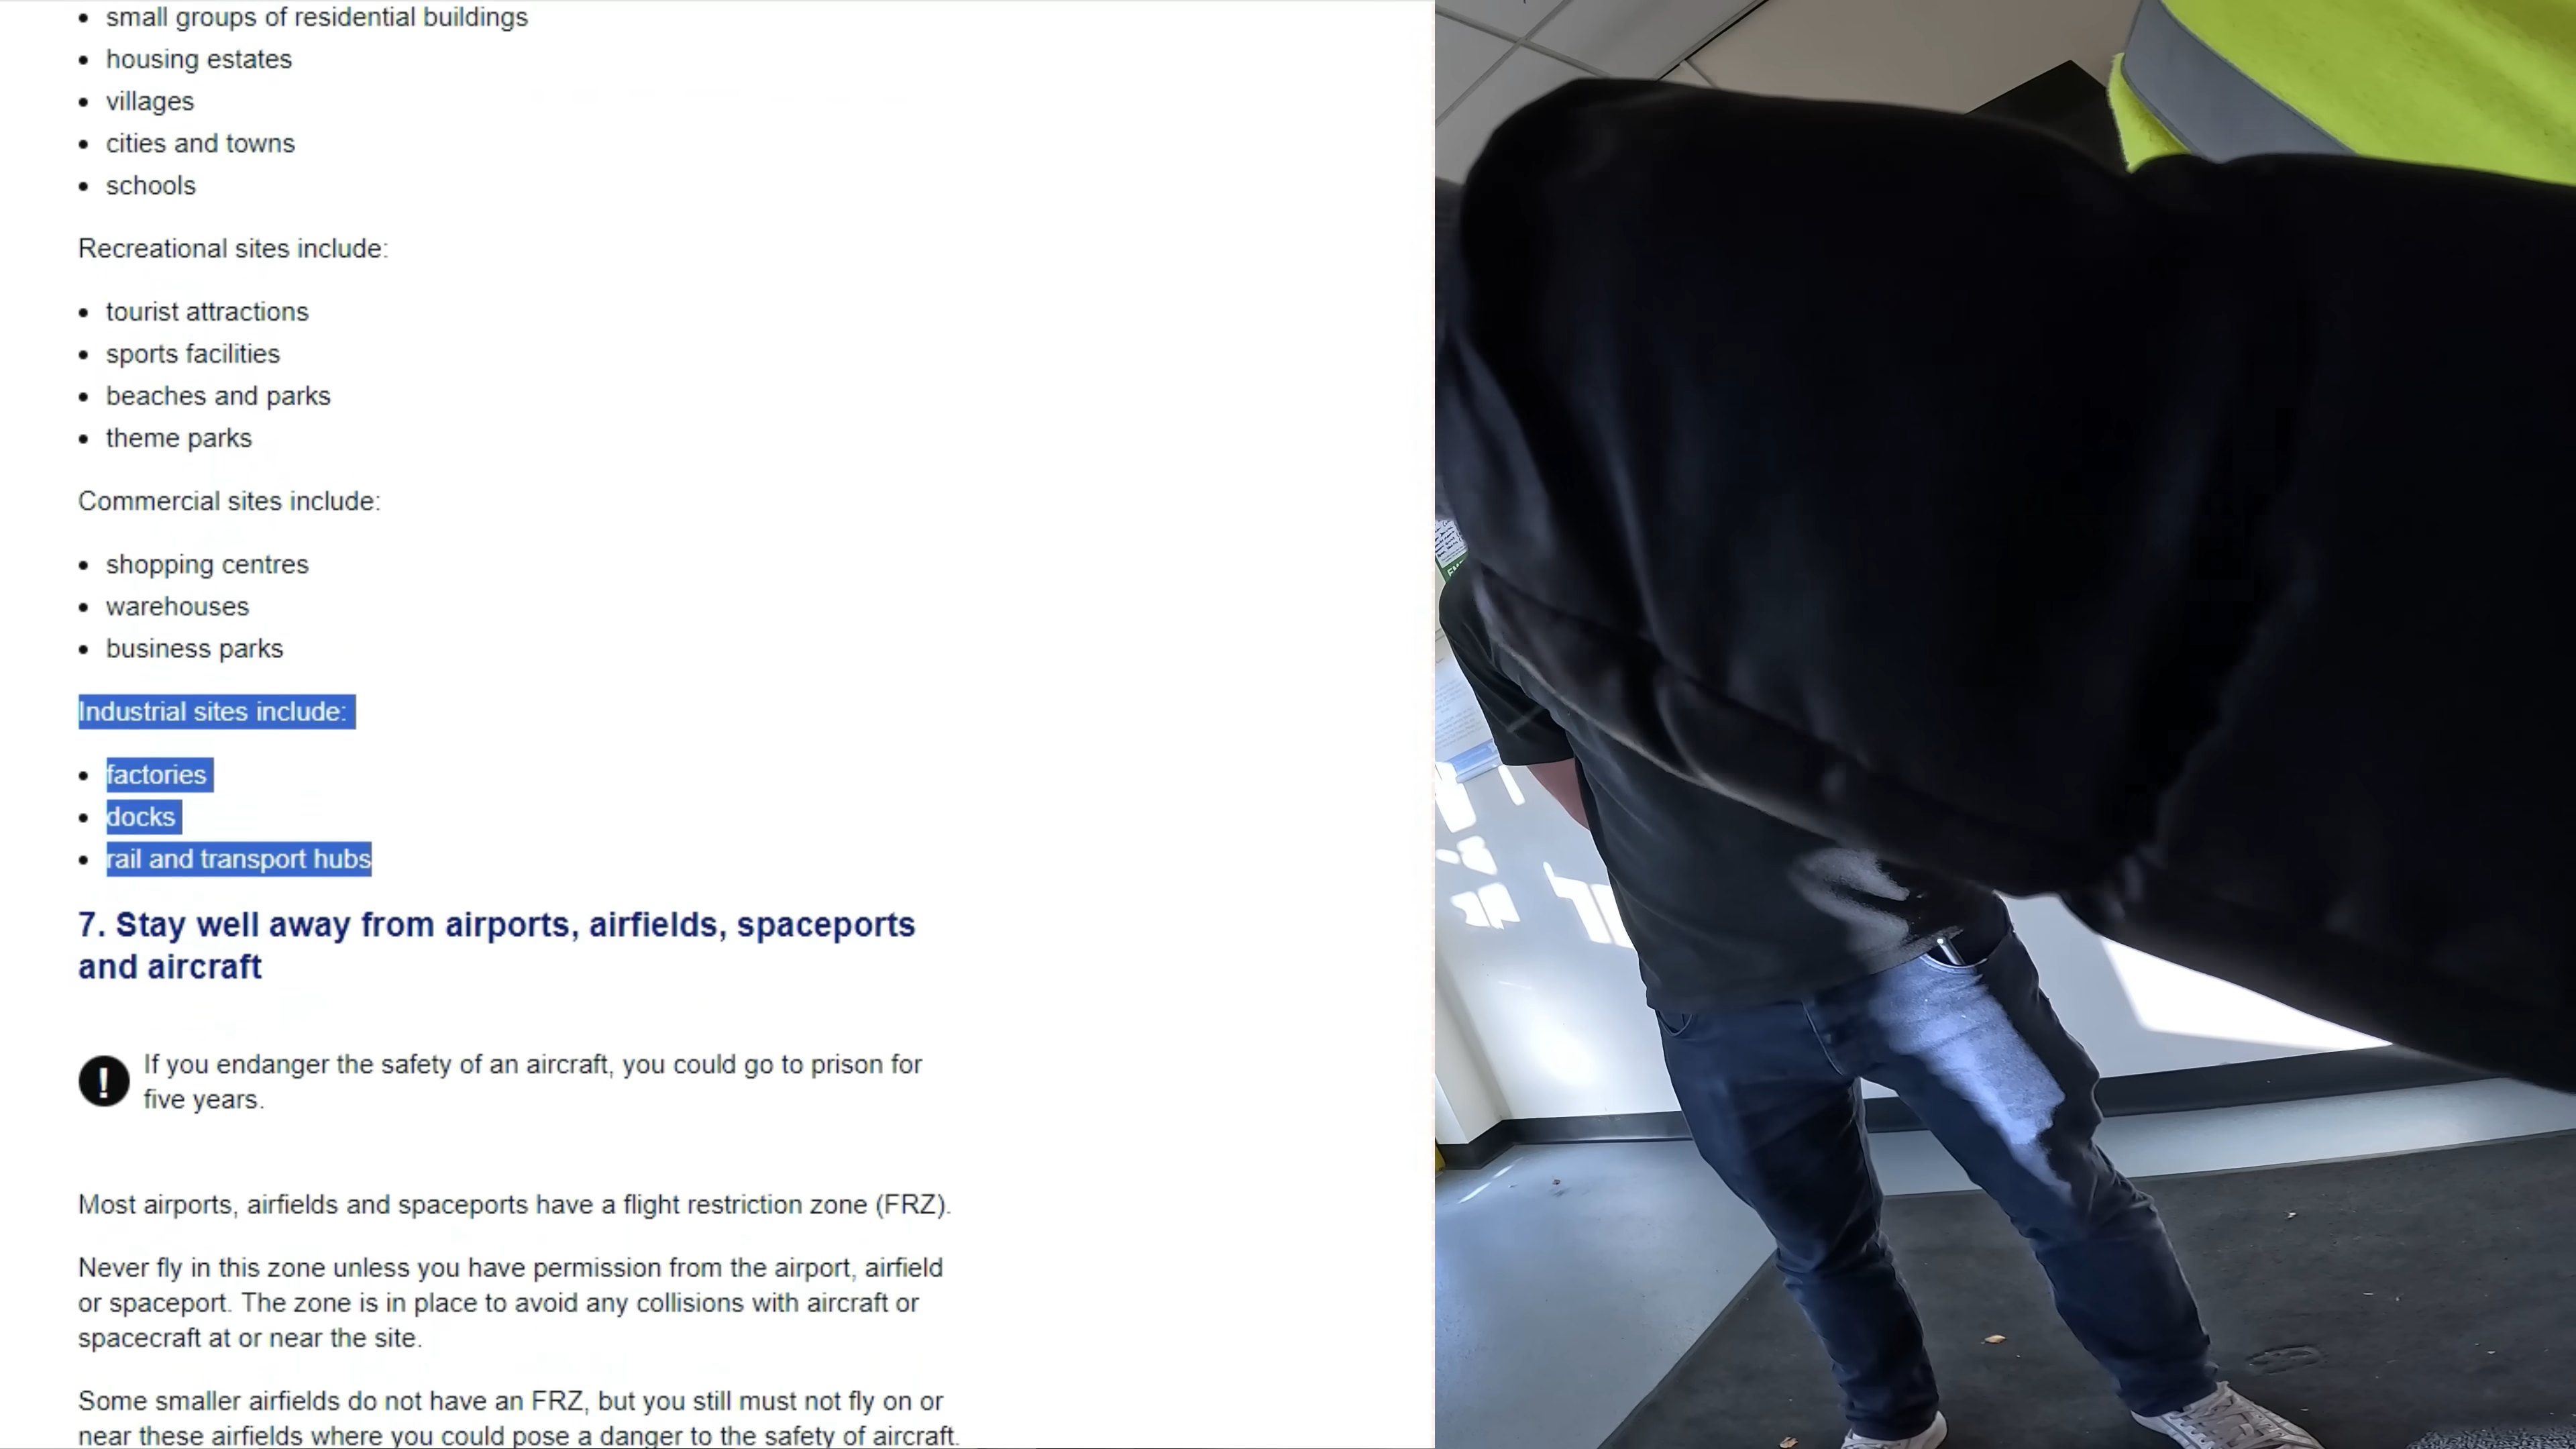 small groups of residential buildings
housing estates
villages
cities and towns
schools
Recreational sites include:
tourist attractions
sports facilities
beaches and parks
theme parks
Commercial sites include:
shopping centres
warehouses
business parks
Industrial sites include:
factories
docks
rail and transport hubs
7. Stay well away from airports, airfields, spaceports
and aircraft
If you endanger the safety of an aircraft, you could go to prison for
five years.
Most airports, airfields and spaceports have a flight restriction zone (FRZ).
Never fly in this zone unless you have permission from the airport, airfield
or spaceport. The zone is in place to avoid any collisions with aircraft or
spacecraft at or near the site.
Some smaller airfields do not have an FRZ, but you still must not fly on or
near these airfields where you could pose a danger to the safety of aircraft.